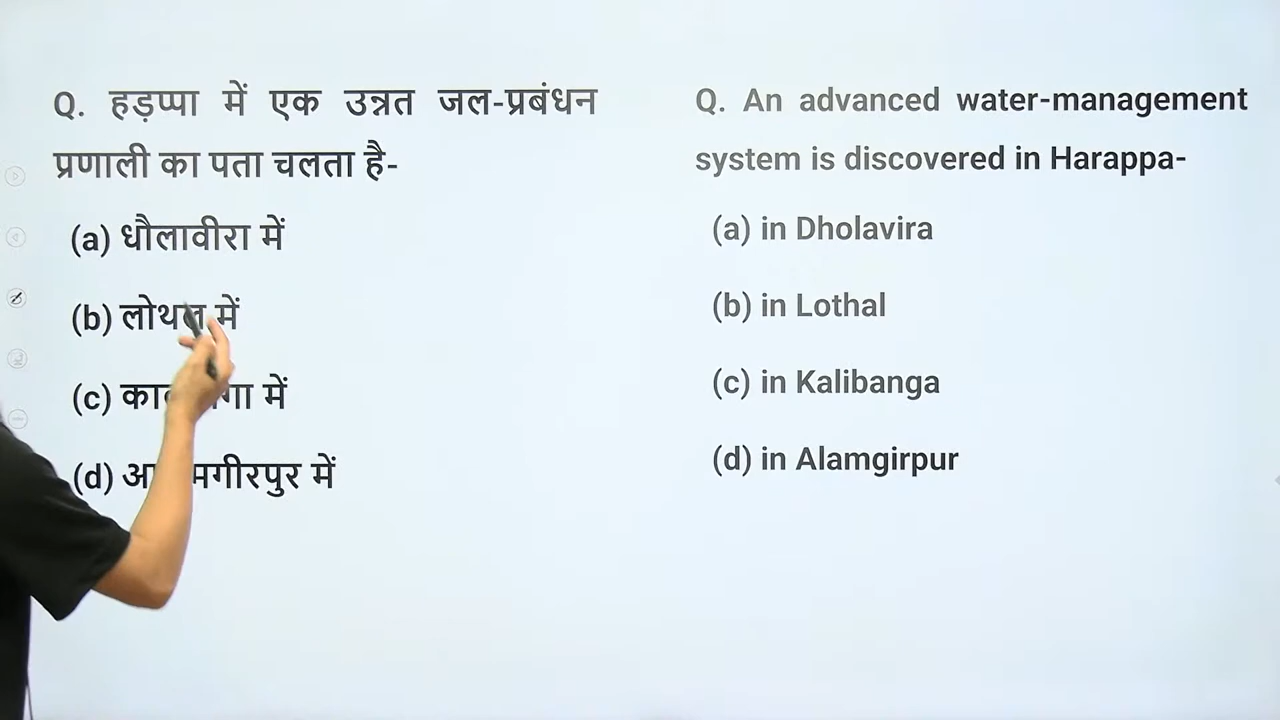 Q. हड़प्पा में एक उन्नत जल-प्रबंधन
प्रणाली का पता चलता है-
(a) धौलावीरा में
(b) लोथल में
(c) में
(d) में
Q. An advanced water-management
system is discovered in Harappa-
(a) in Dholavira
(b) in Lothal
(c) in Kalibanga
(d) in Alamgirpur